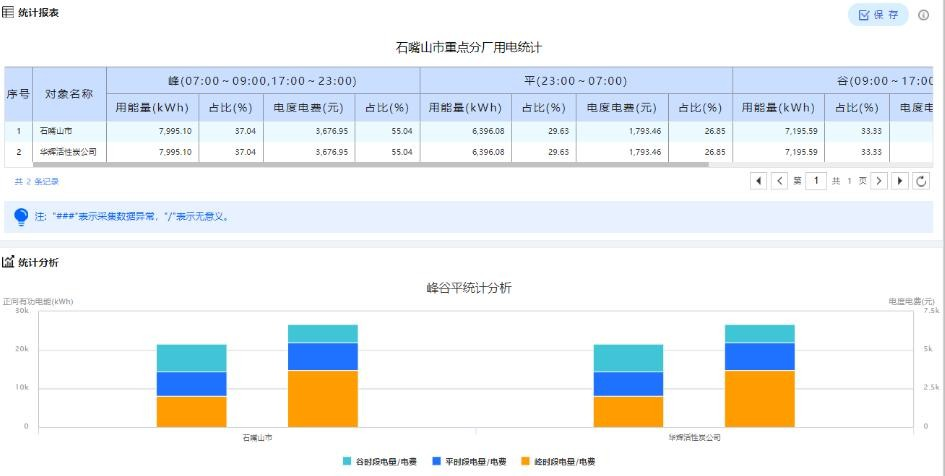 统计报表
保 存
石嘴山市重点分厂用电统计
序号 对象名称 峰(07:00～09:00,17:00～23:00) 平(23:00～07:00) 谷(09:00～17:00
用能量(kWh) 占比(%) 电度电费(元) 占比(%) 用能量(kWh) 占比(%) 电度电费(元) 占比(%) 用能量(kWh) 占比(%) 电度电
1 石嘴山市 7,995.10 37.04 3,676.95 55.04 6,396.08 29.63 1,793.46 26.85 7,195.59 33.33
2 华辉活性炭公司 7,995.10 37.04 3,676.95 55.04 6,396.08 29.63 1,793.46 26.85 7,195.59 33.33
共 2 条记录
第 1 共 1 页
注: "###"表示采集数据异常，"/"表示无意义。
统计分析
峰谷平统计分析
正向有功电能(kWh) 电度电费(元)
30k 7.5k
20k 5k
10k 2.5k
0 0
石嘴山市 华辉活性炭公司
谷时段电量/电费 平时段电量/电费 峰时段电量/电费